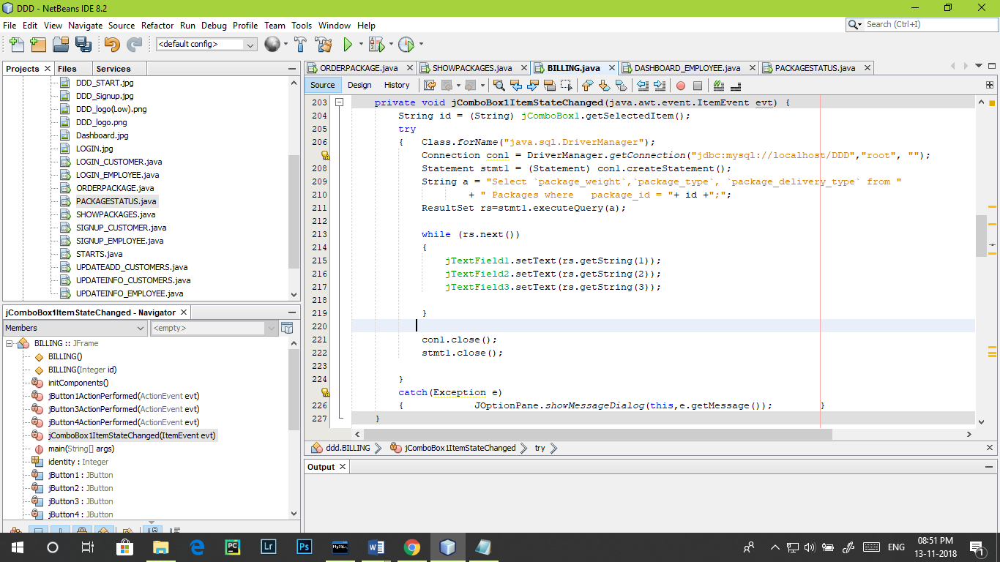 DDD - NetBeans IDE 8.2
File Edit View Navigate Source Refactor Run Debug Profile Team Tools Window Help
Search (Ctrl+I)
<default config>
Projects Files Services
DDD_START.jpg
DDD_Signup.jpg
DDD_logo(Low).png
DDD_logo.png
Dashboard.jpg
LOGIN.jpg
LOGIN_CUSTOMER.java
LOGIN_EMPLOYEE.java
ORDERPACKAGE.java
PACKAGESTATUS.java
SHOWPACKAGES.java
SIGNUP_CUSTOMER.java
SIGNUP_EMPLOYEE.java
STARTS.java
UPDATEADD_CUSTOMERS.java
UPDATEINFO_CUSTOMERS.java
UPDATEINFO_EMPLOYEE.java
jComboBox1ItemStateChanged - Navigator
Members <empty>
BILLING :: JFrame
BILLING()
BILLING(Integer id)
initComponents()
jButton1ActionPerformed(ActionEvent evt)
jButton3ActionPerformed(ActionEvent evt)
jButton4ActionPerformed(ActionEvent evt)
jComboBox1ItemStateChanged(ItemEvent evt)
main(String[] args)
identity : Integer
jButton1 : JButton
jButton2 : JButton
jButton3 : JButton
jButton4 : JButton
ORDERPACKAGE.java SHOWPACKAGES.java BILLING.java DASHBOARD_EMPLOYEE.java PACKAGESTATUS.java
Source Design History
203 private void jComboBox1ItemStateChanged(java.awt.event.ItemEvent evt) {
204 String id = (String) jComboBox1.getSelectedItem();
205 try
206 { Class.forName("java.sql.DriverManager");
Connection con1 = DriverManager.getConnection("jdbc:mysql://localhost/DDD","root", "");
208 Statement stmt1 = (Statement) con1.createStatement();
209 String a = "Select `package_weight`,`package_type`, `package_delivery_type` from "
210 + " Packages where package_id = "+ id +";";
211 ResultSet rs=stmt1.executeQuery(a);
212
213 while (rs.next())
214 {
215 jTextField1.setText(rs.getString(1));
216 jTextField2.setText(rs.getString(2));
217 jTextField3.setText(rs.getString(3));
218
219 }
220
221 con1.close();
222 stmt1.close();
223
224 }
catch(Exception e)
226 { JOptionPane.showMessageDialog(this,e.getMessage()); }
227 }
ddd.BILLING jComboBox1ItemStateChanged try
Output
ENG
08:51 PM
13-11-2018
1